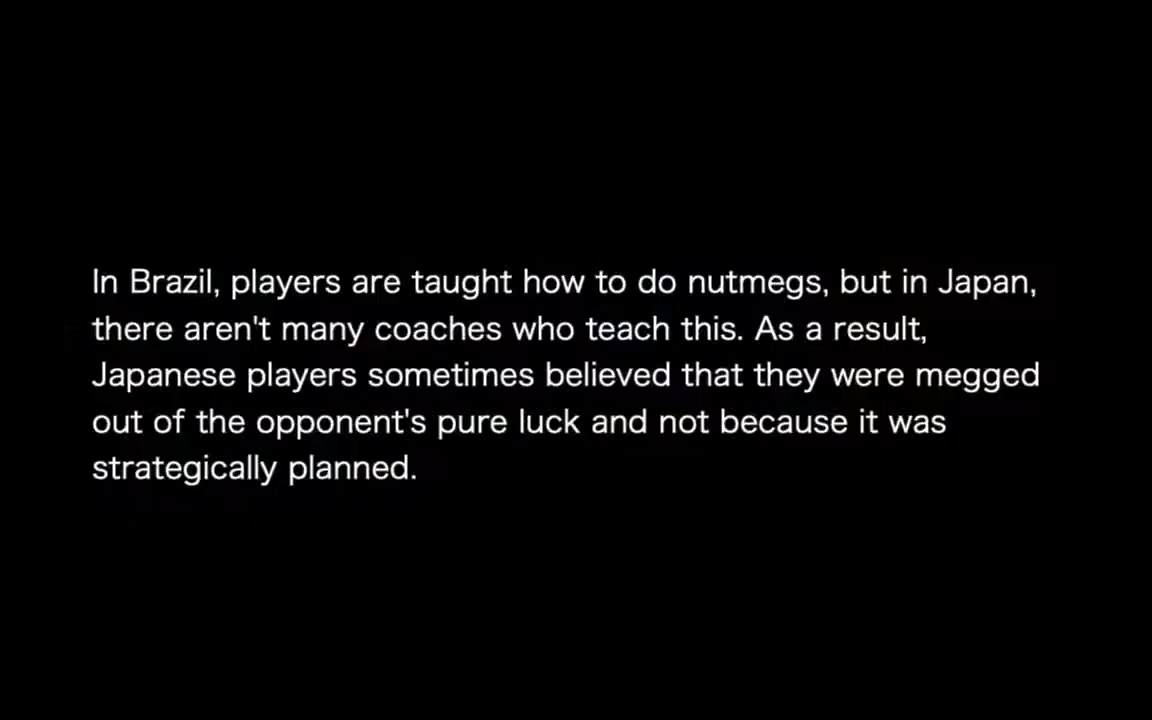 In Brazil, players are taught how to do nutmegs, but in Japan,
there aren't many coaches who teach this. As a result,
Japanese players sometimes believed that they were megged
out of the opponent's pure luck and not because it was
strategically planned.